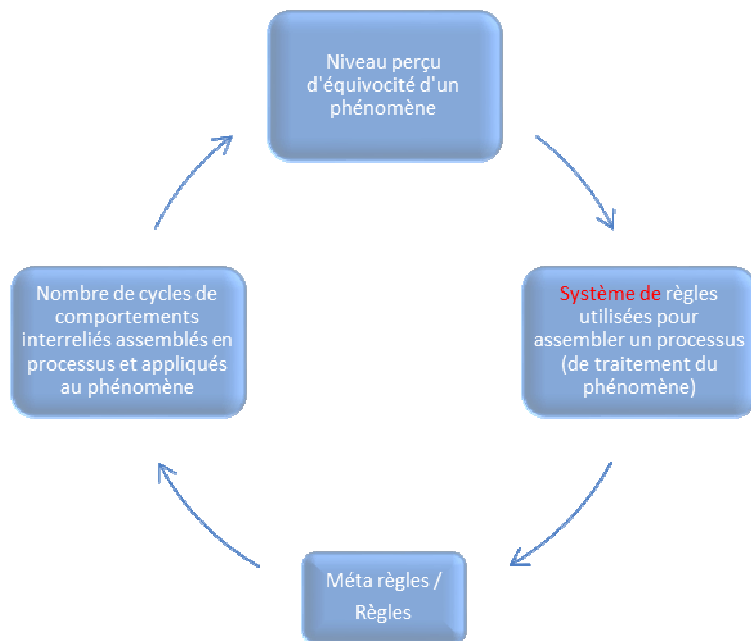 Niveau perçu
d'équivocité d'un
phénomène
Système de règles
utilisées pour
assembler un processus
(de traitement du
phénomène)
Méta règles /
Règles
Nombre de cycles de
comportements
interreliés assemblés en
processus et appliqués
au phénomène